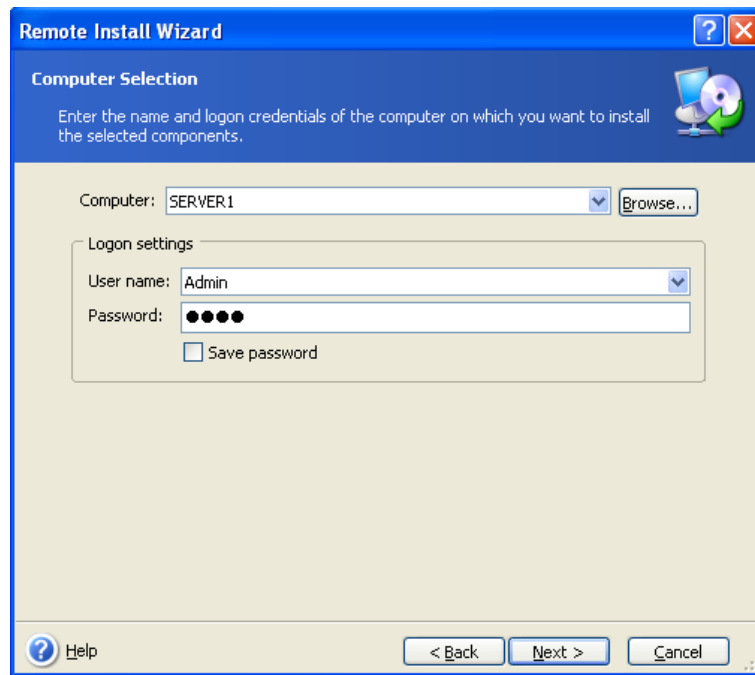 Remote Install Wizard
Computer Selection
Enter the name and logon credentials of the computer on which you want to install
the selected components.
Computer: SERVER1 Browse...
Logon settings
User name: Admin
Password: ●●●●
Save password
Help < Back Next > Cancel